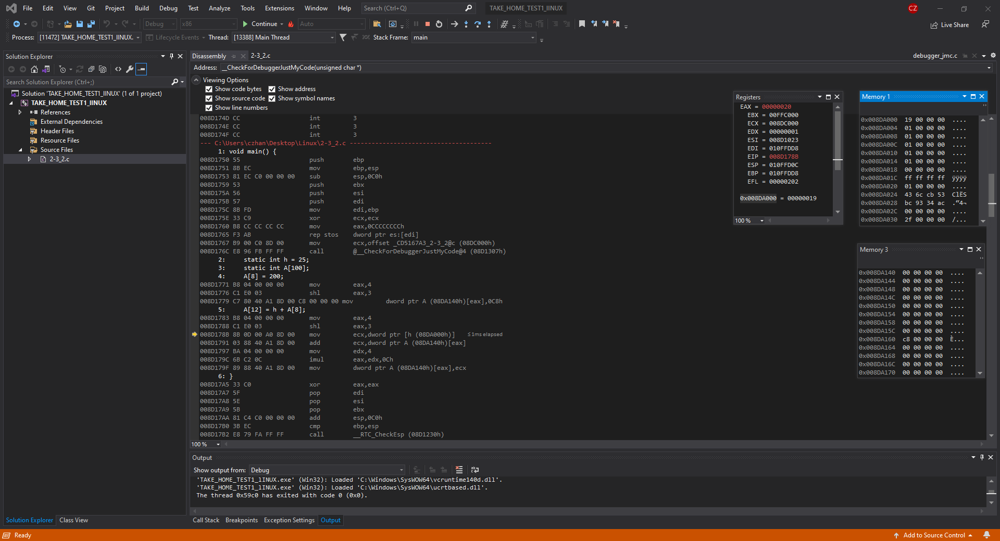 File Edit View Git Project Build Debug Test Analyze Tools Extensions Window Help Search (Ctrl+Q) TAKE_HOME_TEST1_IINUX CZ
Debug x86 Continue Auto Live Share
Process: [11472] TAKE_HOME_TEST1_IINUX. Lifecycle Events Thread: [13388] Main Thread Stack Frame: main
Solution Explorer
Search Solution Explorer (Ctrl+;)
Solution 'TAKE_HOME_TEST1_IINUX' (1 of 1 project)
TAKE_HOME_TEST1_IINUX
References
External Dependencies
Header Files
Resource Files
Source Files
2-3_2.c
Solution Explorer Class View
Disassembly 2-3_2.c debugger_jmc.c
Address: __CheckForDebuggerJustMyCode(unsigned char *)
Viewing Options
Show code bytes Show address
Show source code Show symbol names
Show line numbers
008D174D CC int 3
008D174E CC int 3
008D174F CC int 3
--- C:\Users\czhan\Desktop\Linux\2-3_2.c ---------------------------------------
1: void main() {
008D1750 55 push ebp
008D1751 8B EC mov ebp,esp
008D1753 81 EC C0 00 00 00 sub esp,0C0h
008D1759 53 push ebx
008D175A 56 push esi
008D175B 57 push edi
008D175C 8B FD mov edi,ebp
008D175E 33 C9 xor ecx,ecx
008D1760 B8 CC CC CC CC mov eax,0CCCCCCCCh
008D1765 F3 AB rep stos dword ptr es:[edi]
008D1767 B9 00 C0 8D 00 mov ecx,offset _CD5167A3_2-3_2@c (08DC000h)
008D176C E8 96 FB FF FF call @__CheckForDebuggerJustMyCode@4 (08D1307h)
2: static int h = 25;
3: static int A[100];
4: A[8] = 200;
008D1771 B8 04 00 00 00 mov eax,4
008D1776 C1 E0 03 shl eax,3
008D1779 C7 80 40 A1 8D 00 C8 00 00 00 mov dword ptr A (08DA140h)[eax],0C8h
5: A[12] = h + A[8];
008D1783 B8 04 00 00 00 mov eax,4
008D1788 C1 E0 03 shl eax,3
008D178B 8B 0D 00 A0 8D 00 mov ecx,dword ptr [h (08DA000h)] ≤1ms elapsed
008D1791 03 88 40 A1 8D 00 add ecx,dword ptr A (08DA140h)[eax]
008D1797 BA 04 00 00 00 mov edx,4
008D179C 6B C2 0C imul eax,edx,0Ch
008D179F 89 88 40 A1 8D 00 mov dword ptr A (08DA140h)[eax],ecx
6: }
008D17A5 33 C0 xor eax,eax
008D17A7 5F pop edi
008D17A8 5E pop esi
008D17A9 5B pop ebx
008D17AA 81 C4 C0 00 00 00 add esp,0C0h
008D17B0 3B EC cmp ebp,esp
008D17B2 E8 79 FA FF FF call __RTC_CheckEsp (08D1230h)
100 %
Registers
EAX = 00000020
EBX = 00FFC000
ECX = 008DC000
EDX = 00000001
ESI = 008D1023
EDI = 010FFDD8
EIP = 008D178B
ESP = 010FFD0C
EBP = 010FFDD8
EFL = 00000202
0x008DA000 = 00000019
100 %
Memory 1
0x008DA000 19 00 00 00 ....
0x008DA004 01 00 00 00 ....
0x008DA008 01 00 00 00 ....
0x008DA00C 01 00 00 00 ....
0x008DA010 01 00 00 00 ....
0x008DA014 01 00 00 00 ....
0x008DA018 00 00 00 00 ....
0x008DA01C ff ff ff ff ÿÿÿÿ
0x008DA020 01 00 00 00 ....
0x008DA024 43 6c cb 53 ClËS
0x008DA028 bc 93 34 ac .“4¬
0x008DA02C 00 00 00 00 ....
0x008DA030 2f 00 00 00 /...
Memory 3
0x008DA140 00 00 00 00 ....
0x008DA144 00 00 00 00 ....
0x008DA148 00 00 00 00 ....
0x008DA14C 00 00 00 00 ....
0x008DA150 00 00 00 00 ....
0x008DA154 00 00 00 00 ....
0x008DA158 00 00 00 00 ....
0x008DA15C 00 00 00 00 ....
0x008DA160 c8 00 00 00 È...
0x008DA164 00 00 00 00 ....
0x008DA168 00 00 00 00 ....
0x008DA16C 00 00 00 00 ....
0x008DA170 00 00 00 00 ....
Output
Show output from: Debug
'TAKE_HOME_TEST1_lINUX.exe' (Win32): Loaded 'C:\Windows\SysWOW64\vcruntime140d.dll'.
'TAKE_HOME_TEST1_lINUX.exe' (Win32): Loaded 'C:\Windows\SysWOW64\ucrtbased.dll'.
The thread 0x59c0 has exited with code 0 (0x0).
Call Stack Breakpoints Exception Settings Output
Ready Add to Source Control